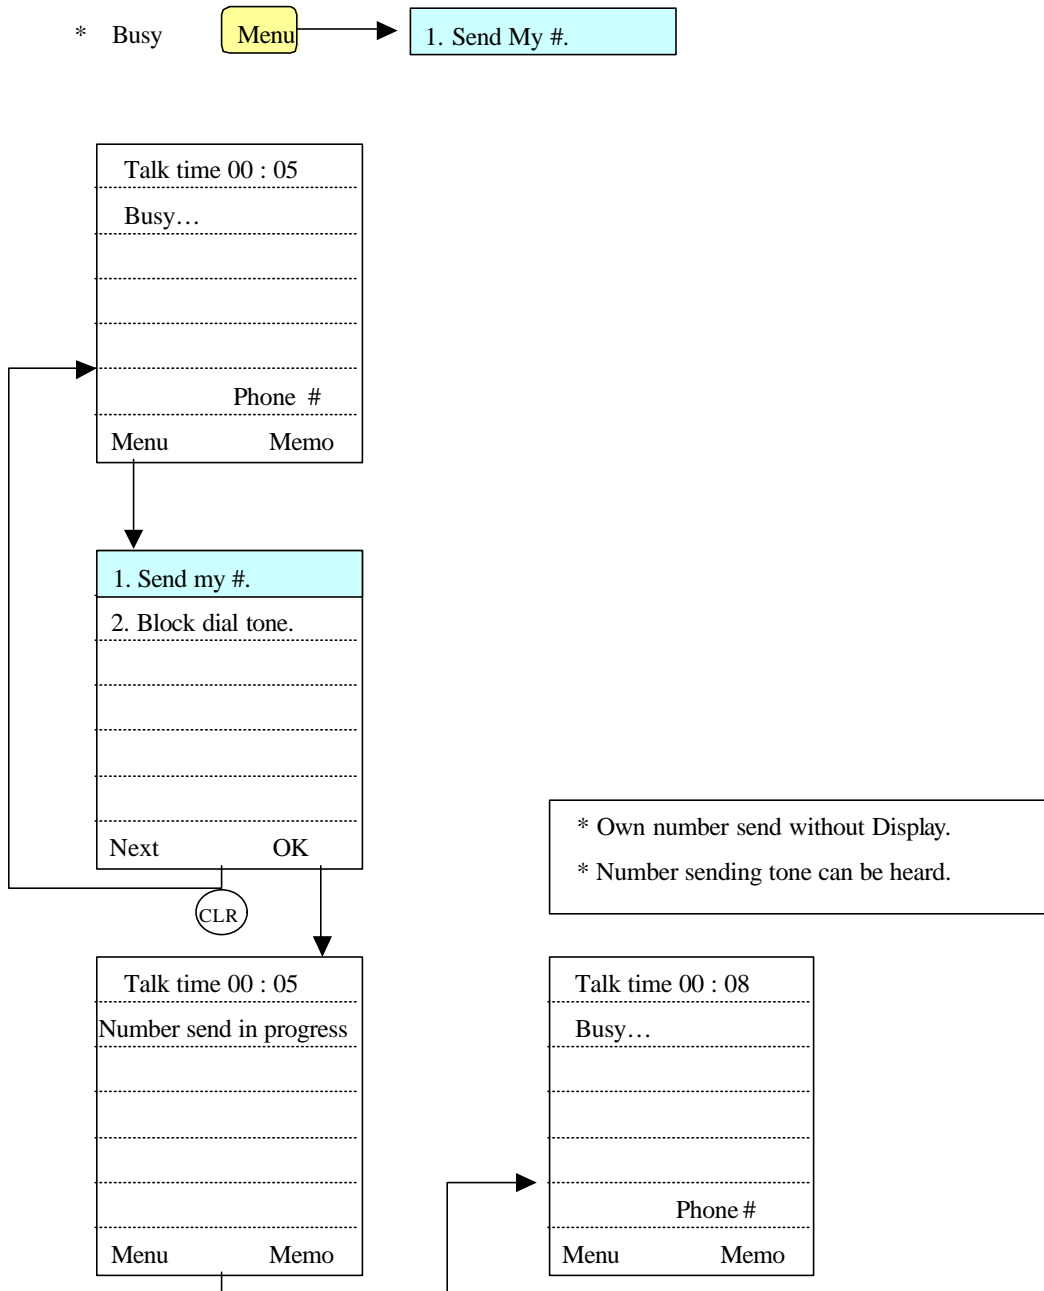 * Busy Menu 1. Send My #.
Talk time 00 : 05
Busy…
Phone #
Menu Memo
1. Send my #.
2. Block dial tone.
Next OK
CLR
* Own number send without Display.
* Number sending tone can be heard.
Talk time 00 : 05
Number send in progress
Menu Memo
Talk time 00 : 08
Busy…
Phone #
Menu Memo